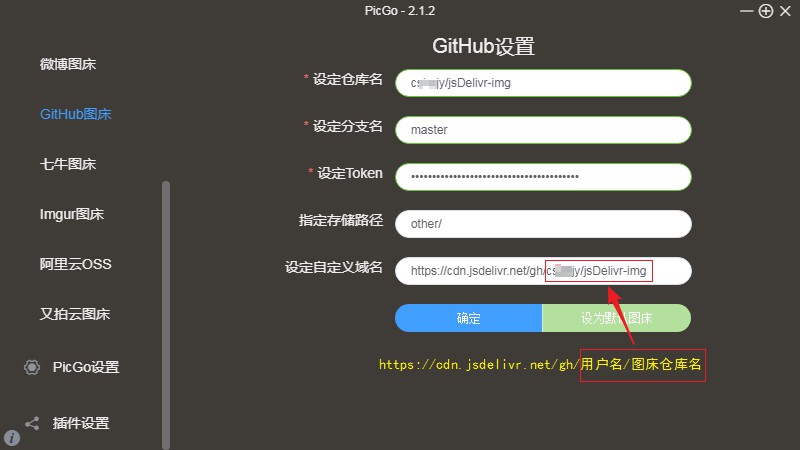 PicGo - 2.1.2
微博图床
GitHub图床
七牛图床
Imgur图床
阿里云OSS
又拍云图床
PicGo设置
插件设置
GitHub设置
* 设定仓库名
jy/jsDelivr-img
* 设定分支名
master
* 设定Token
指定存储路径
other/
设定自定义域名
https://cdn.jsdelivr.net/gh/ jy/jsDelivr-img
确定
设为默认图床
https://cdn.jsdelivr.net/gh/用户名/图床仓库名